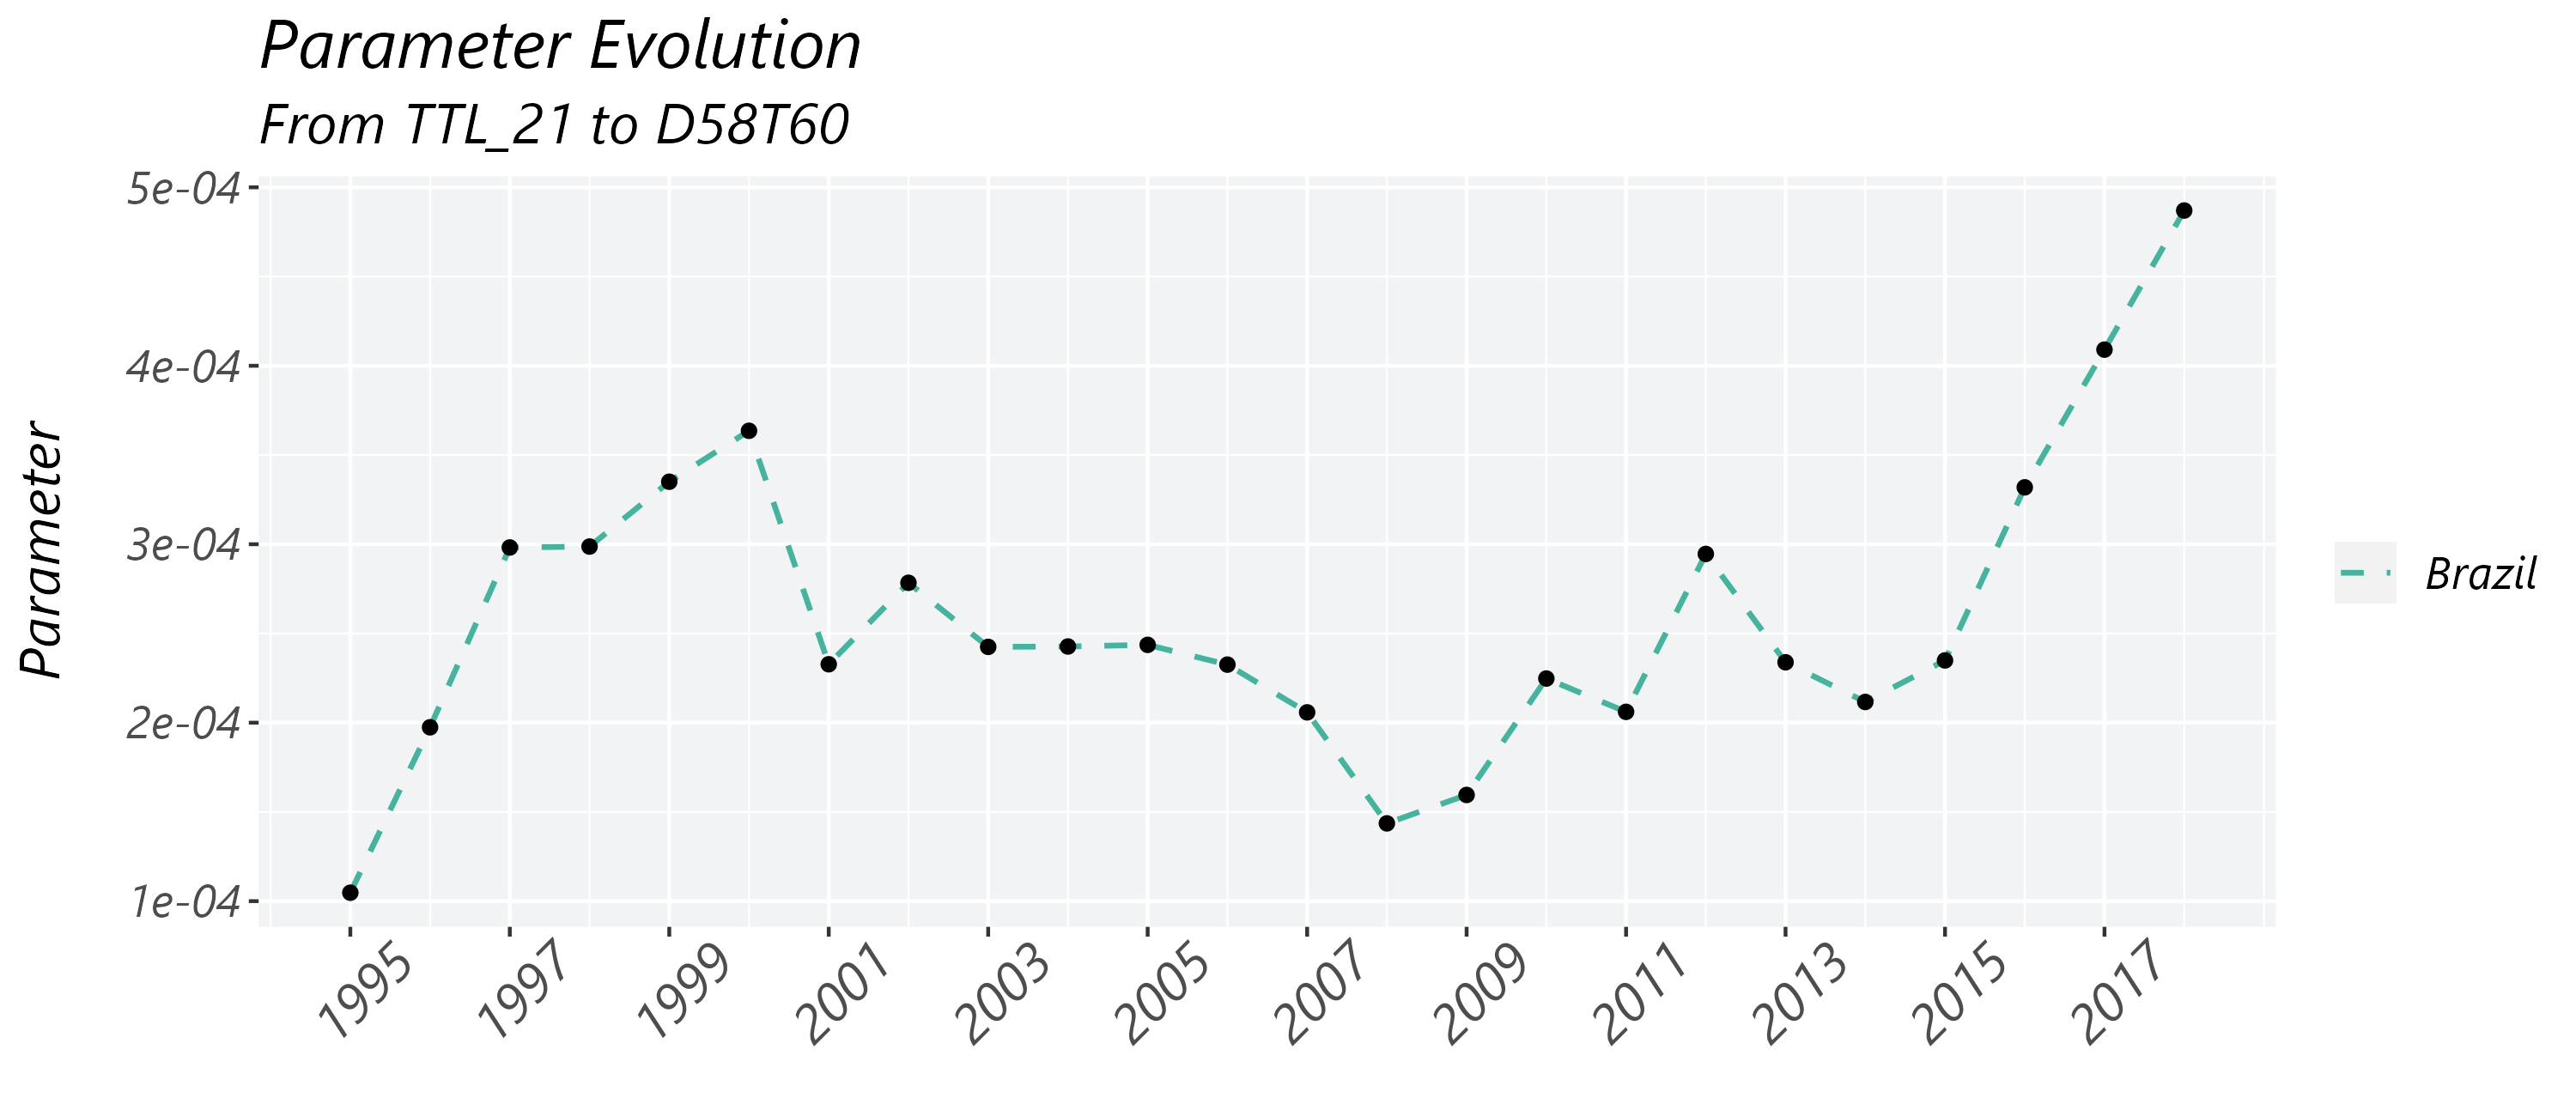 Parameter Evolution
From TTL_21 to D58T60
5e-04
4e-04
3e-04
2e-04
1e-04
Parameter
1995
1997
1999
2001
2003
2005
2007
2009
2011
2013
2015
2017
Brazil